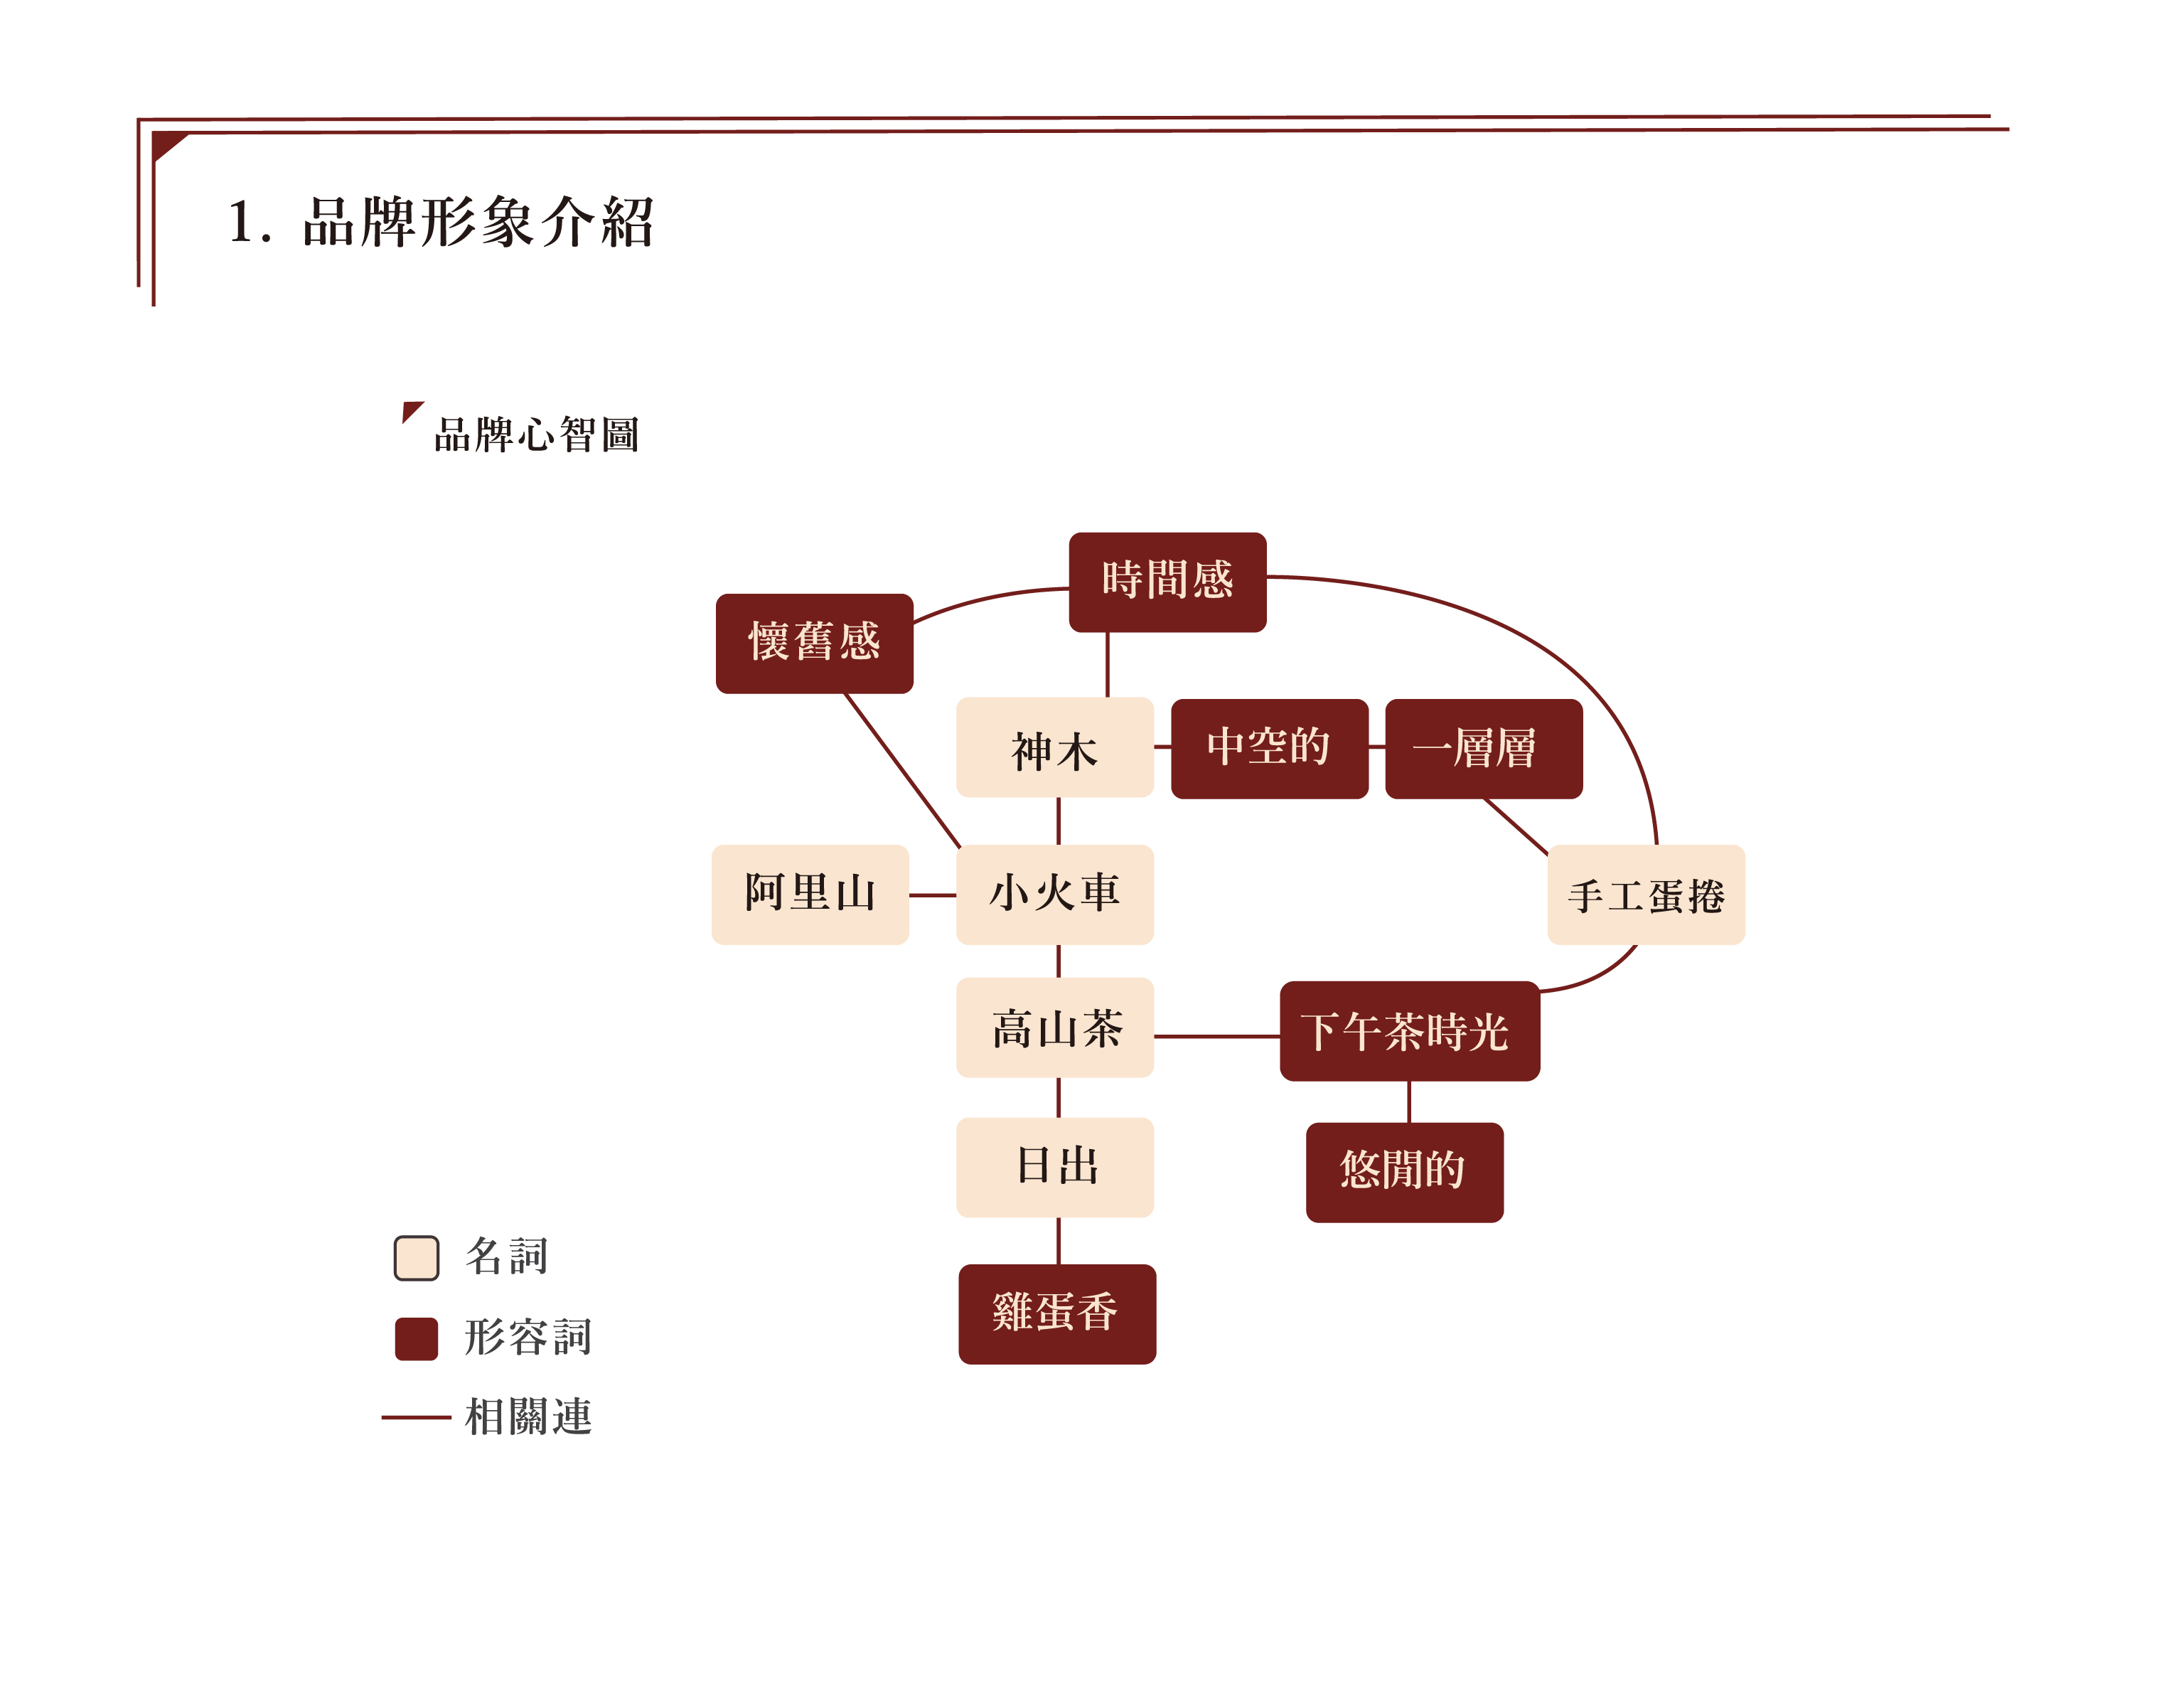 1. 品牌形象介紹
品牌心智圖
時間感
懷舊感
神木
中空的
一層層
阿里山
小火車
手工蛋捲
高山茶
下午茶時光
日出
悠閒的
雞蛋香
名詞
形容詞
相關連